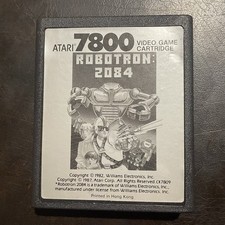 ATARI 7800 VIDEO GAME CARTRIDGE
ROBOTRON:
2084
Copyright © 1982, Williams Electronics, Inc.
Copyright © 1987, Atari Corp. All Rights Reserved. CX7809
"Robotron 2084 is a trademark of Williams Electronics, Inc.,
manufactured under license from Williams Electronics, Inc.
Printed in Hong Kong